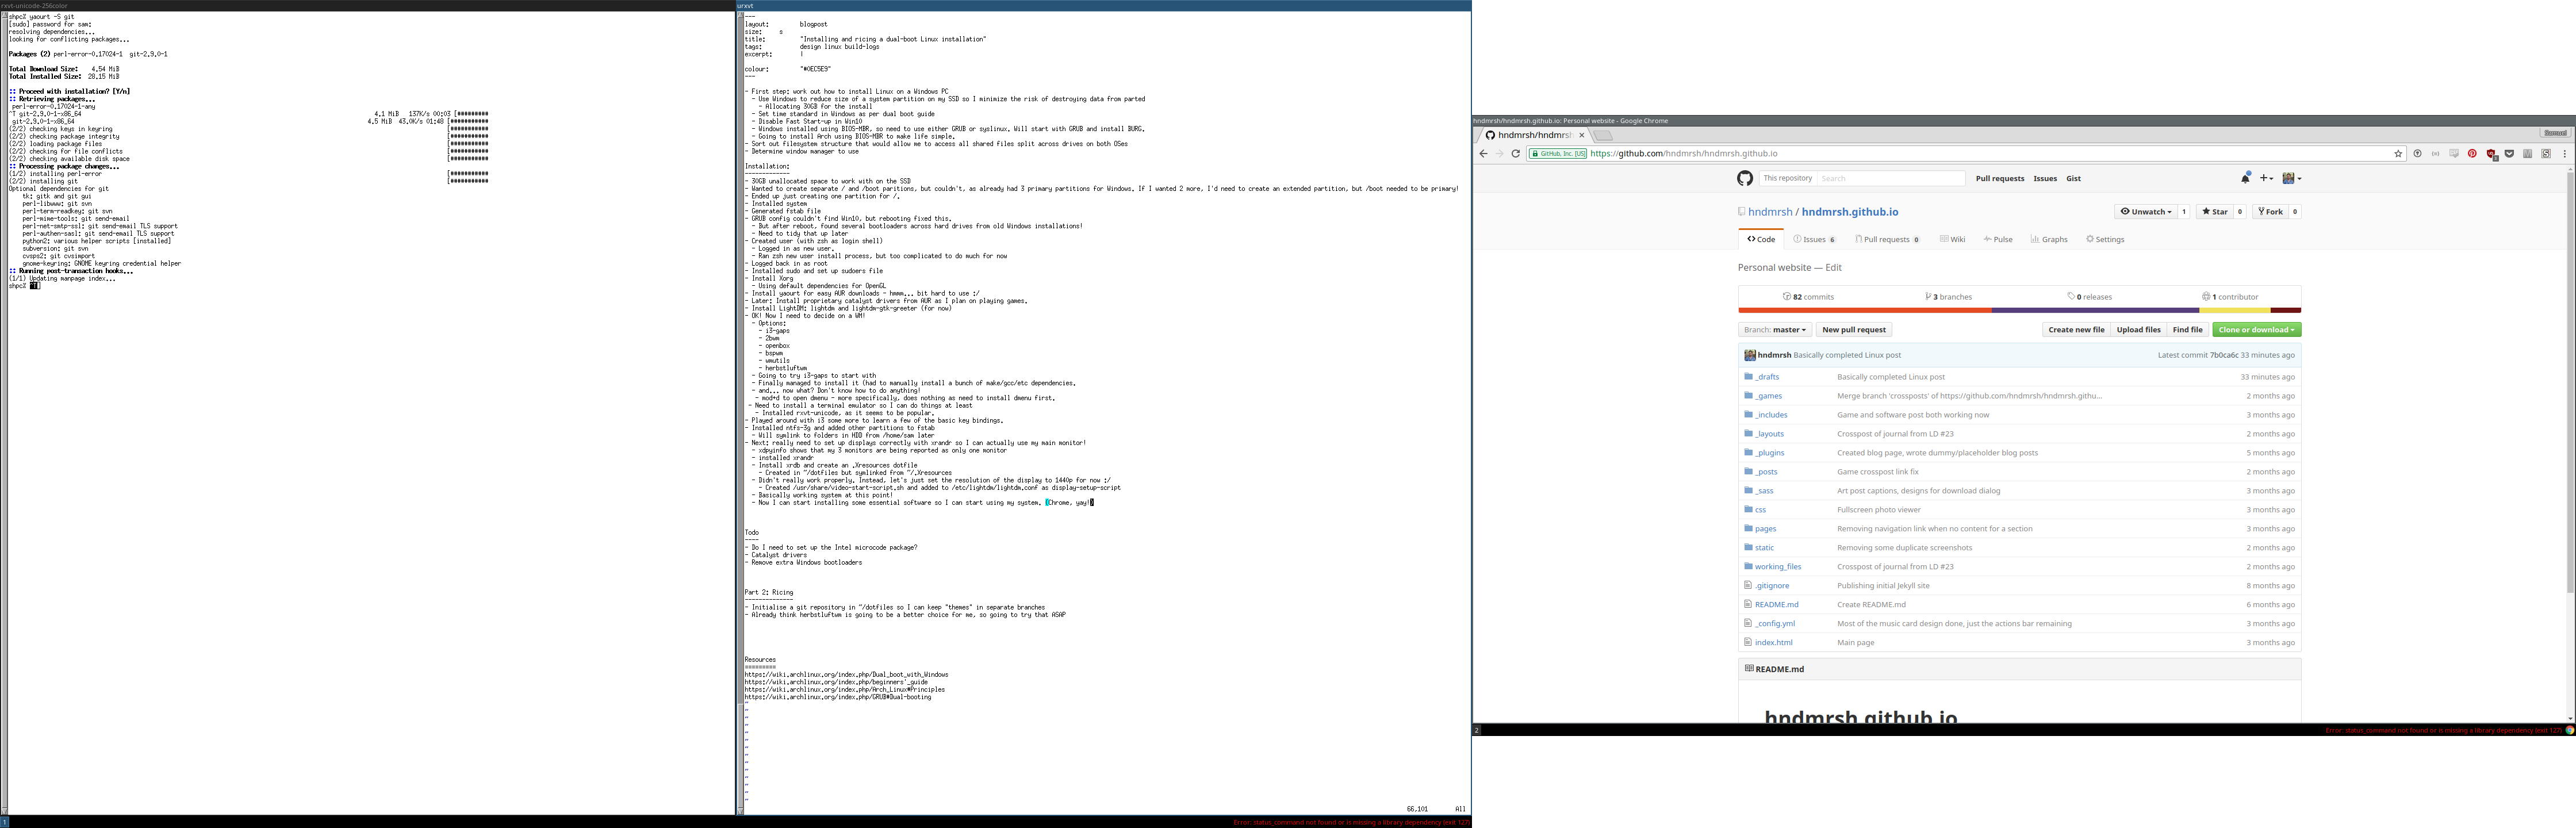 rxvt-unicode-256color
shpc% yaourt -S git
[sudo] password for sam:
resolving dependencies...
looking for conflicting packages...
Packages (2) perl-error-0.17024-1  git-2.9.0-1
Total Download Size:    4.54 MiB
Total Installed Size:  28.15 MiB
:: Proceed with installation? [Y/n]
:: Retrieving packages...
perl-error-0.17024-1-any
^T git-2.9.0-1-x86_64 4.1 MiB 137K/s 00:03 [##########
git-2.9.0-1-x86_64 4.5 MiB 43.0K/s 01:48 [##########
(2/2) checking keys in keyring [##########
(2/2) checking package integrity [##########
(2/2) loading package files [##########
(2/2) checking for file conflicts [##########
(2/2) checking available disk space [##########
:: Processing package changes...
(1/2) installing perl-error [##########
(2/2) installing git [##########
Optional dependencies for git
tk: gitk and git gui
perl-libwww: git svn
perl-term-readkey: git svn
perl-mime-tools: git send-email
perl-net-smtp-ssl: git send-email TLS support
perl-authen-sasl: git send-email TLS support
python2: various helper scripts [installed]
subversion: git svn
cvsps2: git cvsimport
gnome-keyring: GNOME keyring credential helper
:: Running post-transaction hooks...
(1/1) Updating manpage index...
shpc%
1
urxvt
---
layout: blogpost
size: s
title: "Installing and ricing a dual-boot Linux installation"
tags: design linux build-logs
excerpt: |
colour: "#0EC5E9"
---
- First step: work out how to install Linux on a Windows PC
- Use Windows to reduce size of a system partition on my SSD so I minimize the risk of destroying data from parted
- Allocating 30GB for the install
- Set time standard in Windows as per dual boot guide
- Disable Fast Start-up in Win10
- Windows installed using BIOS-MBR, so need to use either GRUB or syslinux. Will start with GRUB and install BURG.
- Going to install Arch using BIOS-MBR to make life simple.
- Sort out filesystem structure that would allow me to access all shared files split across drives on both OSes
- Determine window manager to use
Installation:
-------------
- 30GB unallocated space to work with on the SSD
- Wanted to create separate / and /boot paritions, but couldn't, as already had 3 primary partitions for Windows. If I wanted 2 more, I'd need to create an extended partition, but /boot needed to be primary!
- Ended up just creating one partition for /.
- Installed system
- Generated fstab file
- GRUB config couldn't find Win10, but rebooting fixed this.
- But after reboot, found several bootloaders across hard drives from old Windows installations!
- Need to tidy that up later
- Created user (with zsh as login shell)
- Logged in as new user.
- Ran zsh new user install process, but too complicated to do much for now
- Logged back in as root
- Installed sudo and set up sudoers file
- Install Xorg
- Using default dependencies for OpenGL
- Install yaourt for easy AUR downloads - hmmm... bit hard to use :/
- Later: Install proprietary catalyst drivers from AUR as I plan on playing games.
- Install LightDM: lightdm and lightdm-gtk-greeter (for now)
- OK! Now I need to decide on a WM!
- Options:
- i3-gaps
- 2bwm
- openbox
- bspwm
- wmutils
- herbstluftwm
- Going to try i3-gaps to start with
- Finally managed to install it (had to manually install a bunch of make/gcc/etc dependencies.
- and... now what? Don't know how to do anything!
- mod+d to open dmenu - more specifically, does nothing as need to install dmenu first.
- Need to install a terminal emulator so I can do things at least
- Installed rxvt-unicode, as it seems to be popular.
- Played around with i3 some more to learn a few of the basic key bindings.
- Installed ntfs-3g and added other partitions to fstab
- Will symlink to folders in HDD from /home/sam later
- Next: really need to set up displays correctly with xrandr so I can actually use my main monitor!
- xdpyinfo shows that my 3 monitors are being reported as only one monitor
- installed xrandr
- Install xrdb and create an .Xresources dotfile
- Created in ~/dotfiles but symlinked from ~/.Xresources
- Didn't really work properly. Instead, let's just set the resolution of the display to 1440p for now :/
- Created /usr/share/video-start-script.sh and added to /etc/lightdm/lightdm.conf as display-setup-script
- Basically working system at this point!
- Now I can start installing some essential software so I can start using my system. (Chrome, yay!)
Todo
----
- Do I need to set up the Intel microcode package?
- Catalyst drivers
- Remove extra Windows bootloaders
Part 2: Ricing
--------------
- Initialise a git repository in ~/dotfiles so I can keep "themes" in separate branches
- Already think herbstluftwm is going to be a better choice for me, so going to try that ASAP
Resources
=========
https://wiki.archlinux.org/index.php/Dual_boot_with_Windows
https://wiki.archlinux.org/index.php/beginners'_guide
https://wiki.archlinux.org/index.php/Arch_Linux#Principles
https://wiki.archlinux.org/index.php/GRUB#Dual-booting
~
~
~
~
~
~
~
~
~
~
~
~
~
~
66,101 All
Error: status_command not found or is missing a library dependency (exit 127)
hndmrsh/hndmrsh.github.io: Personal website - Google Chrome
hndmrsh/hndmrsh
GitHub, Inc. [US] https://github.com/hndmrsh/hndmrsh.github.io
This repository Search Pull requests Issues Gist
hndmrsh / hndmrsh.github.io Unwatch 1 Star 0 Fork 0
Code Issues 6 Pull requests 0 Wiki Pulse Graphs Settings
Personal website — Edit
82 commits 3 branches 0 releases 1 contributor
Branch: master New pull request Create new file Upload files Find file Clone or download
hndmrsh Basically completed Linux post Latest commit 7b0ca6c 33 minutes ago
_drafts Basically completed Linux post 33 minutes ago
_games Merge branch 'crossposts' of https://github.com/hndmrsh/hndmrsh.githu... 2 months ago
_includes Game and software post both working now 3 months ago
_layouts Crosspost of journal from LD #23 2 months ago
_plugins Created blog page, wrote dummy/placeholder blog posts 5 months ago
_posts Game crosspost link fix 2 months ago
_sass Art post captions, designs for download dialog 3 months ago
css Fullscreen photo viewer 3 months ago
pages Removing navigation link when no content for a section 3 months ago
static Removing some duplicate screenshots 2 months ago
working_files Crosspost of journal from LD #23 2 months ago
.gitignore Publishing initial Jekyll site 8 months ago
README.md Create README.md 6 months ago
_config.yml Most of the music card design done, just the actions bar remaining 3 months ago
index.html Main page 3 months ago
README.md
hndmrsh.github.io
2
Error: status_command not found or is missing a library dependency (exit 127)